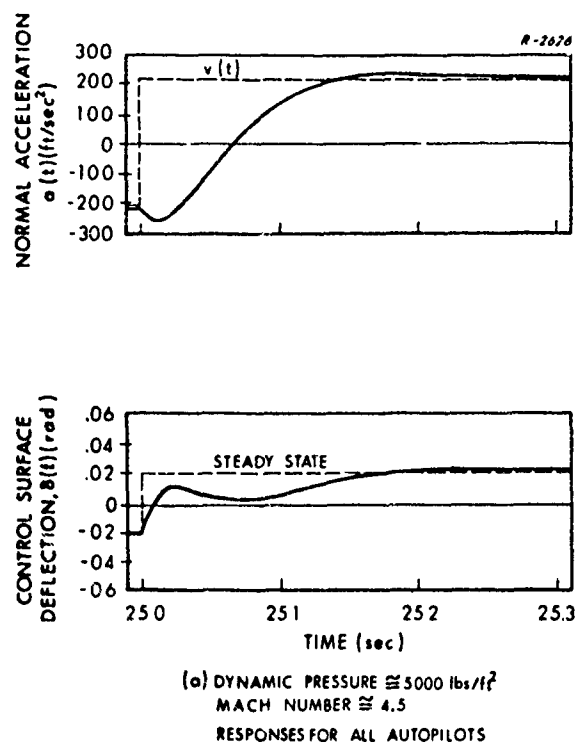 R-2626
NORMAL ACCELERATION
a(t)(ft/sec²)
300
200
100
0
-100
-200
-300
v(t)
CONTROL SURFACE
DEFLECTION, δ(t)(rad)
.06
.04
.02
0
-.02
-.04
-.06
STEADY STATE
25.0
25.1
25.2
25.3
TIME (sec)
(a) DYNAMIC PRESSURE ≅ 5000 lbs/ft²
MACH NUMBER ≅ 4.5
RESPONSES FOR ALL AUTOPILOTS